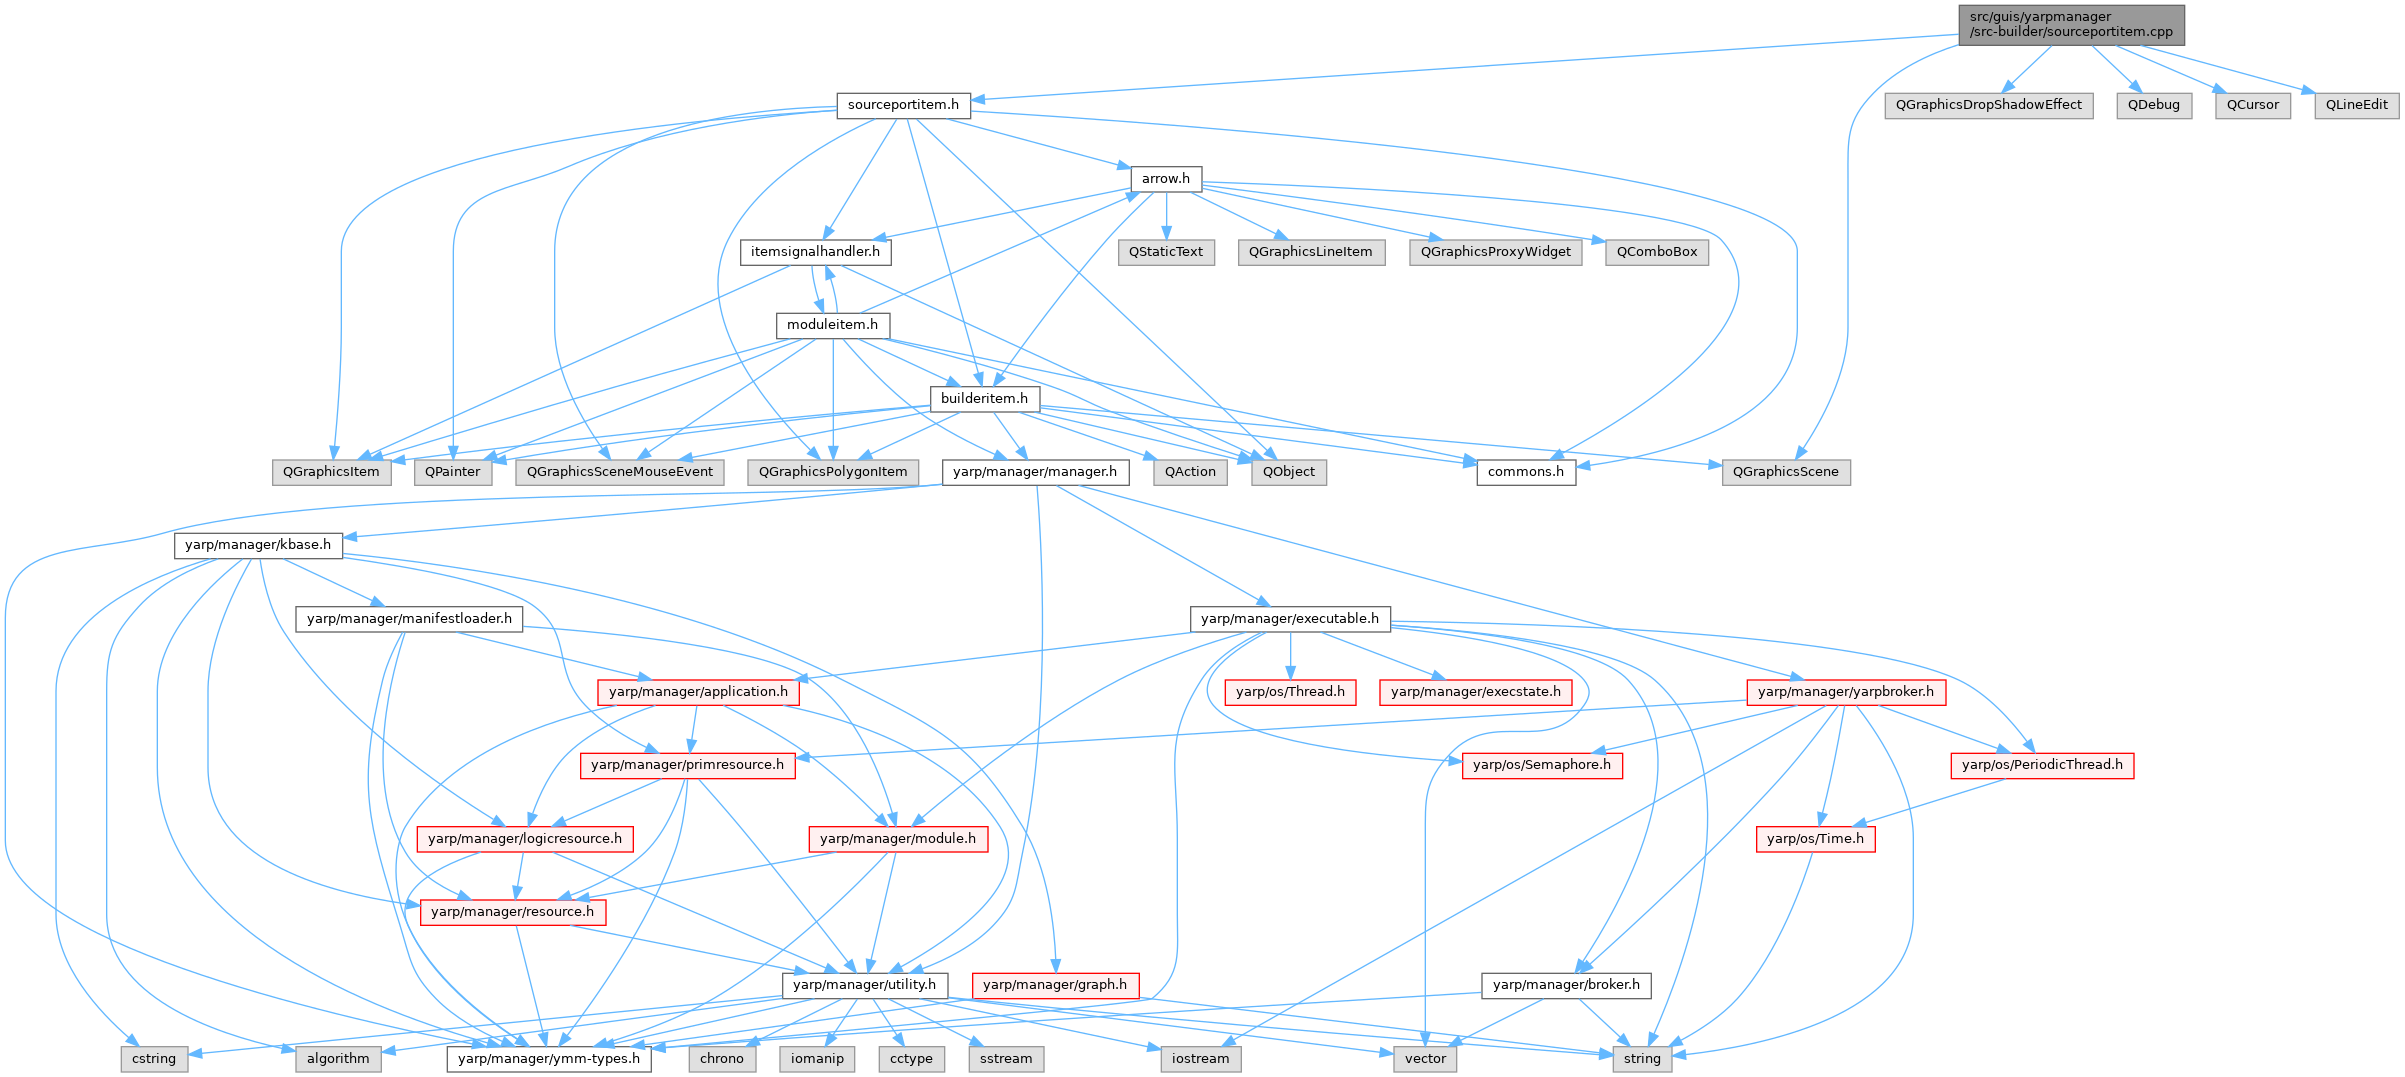 src/guis/yarpmanager
/src-builder/sourceportitem.cpp
sourceportitem.h
QGraphicsDropShadowEffect
QDebug
QCursor
QLineEdit
arrow.h
itemsignalhandler.h
QStaticText
QGraphicsLineItem
QGraphicsProxyWidget
QComboBox
moduleitem.h
builderitem.h
QGraphicsItem
QPainter
QGraphicsSceneMouseEvent
QGraphicsPolygonItem
yarp/manager/manager.h
QAction
QObject
commons.h
QGraphicsScene
yarp/manager/kbase.h
yarp/manager/manifestloader.h
yarp/manager/executable.h
yarp/manager/application.h
yarp/os/Thread.h
yarp/manager/execstate.h
yarp/manager/yarpbroker.h
yarp/manager/primresource.h
yarp/os/Semaphore.h
yarp/os/PeriodicThread.h
yarp/manager/logicresource.h
yarp/manager/module.h
yarp/os/Time.h
yarp/manager/resource.h
yarp/manager/utility.h
yarp/manager/graph.h
yarp/manager/broker.h
cstring
algorithm
yarp/manager/ymm-types.h
chrono
iomanip
cctype
sstream
iostream
vector
string